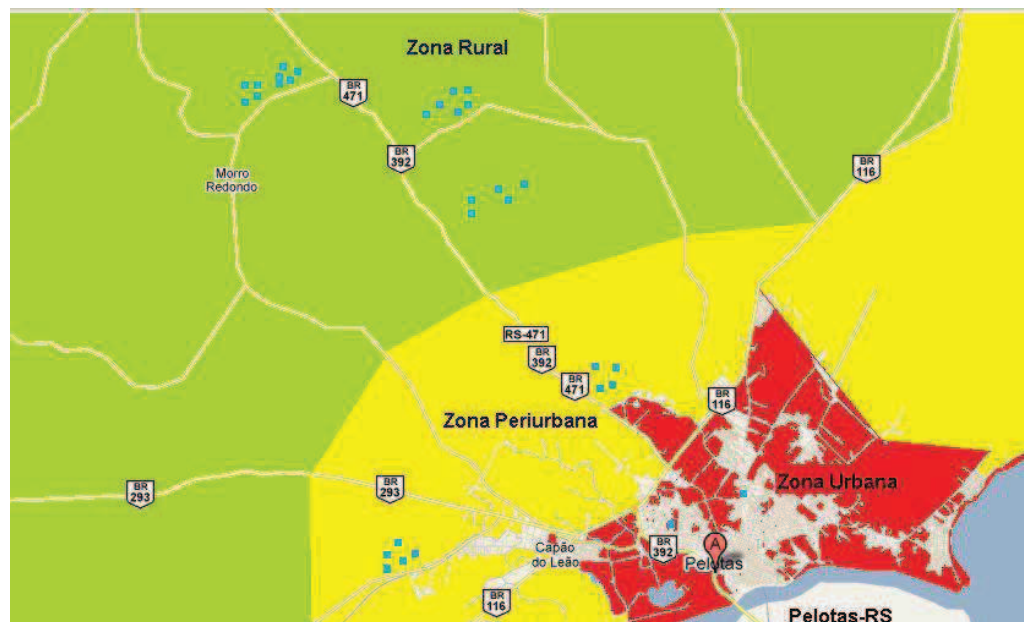 Zona Rural
BR
471
BR
392
BR
116
Morro
Redondo
RS-471
BR
392
BR
471
BR
116
Zona Periurbana
Zona Urbana
BR
293
BR
293
Capão
do Leão
BR
392
A
Pelotas
BR
116
Pelotas-RS